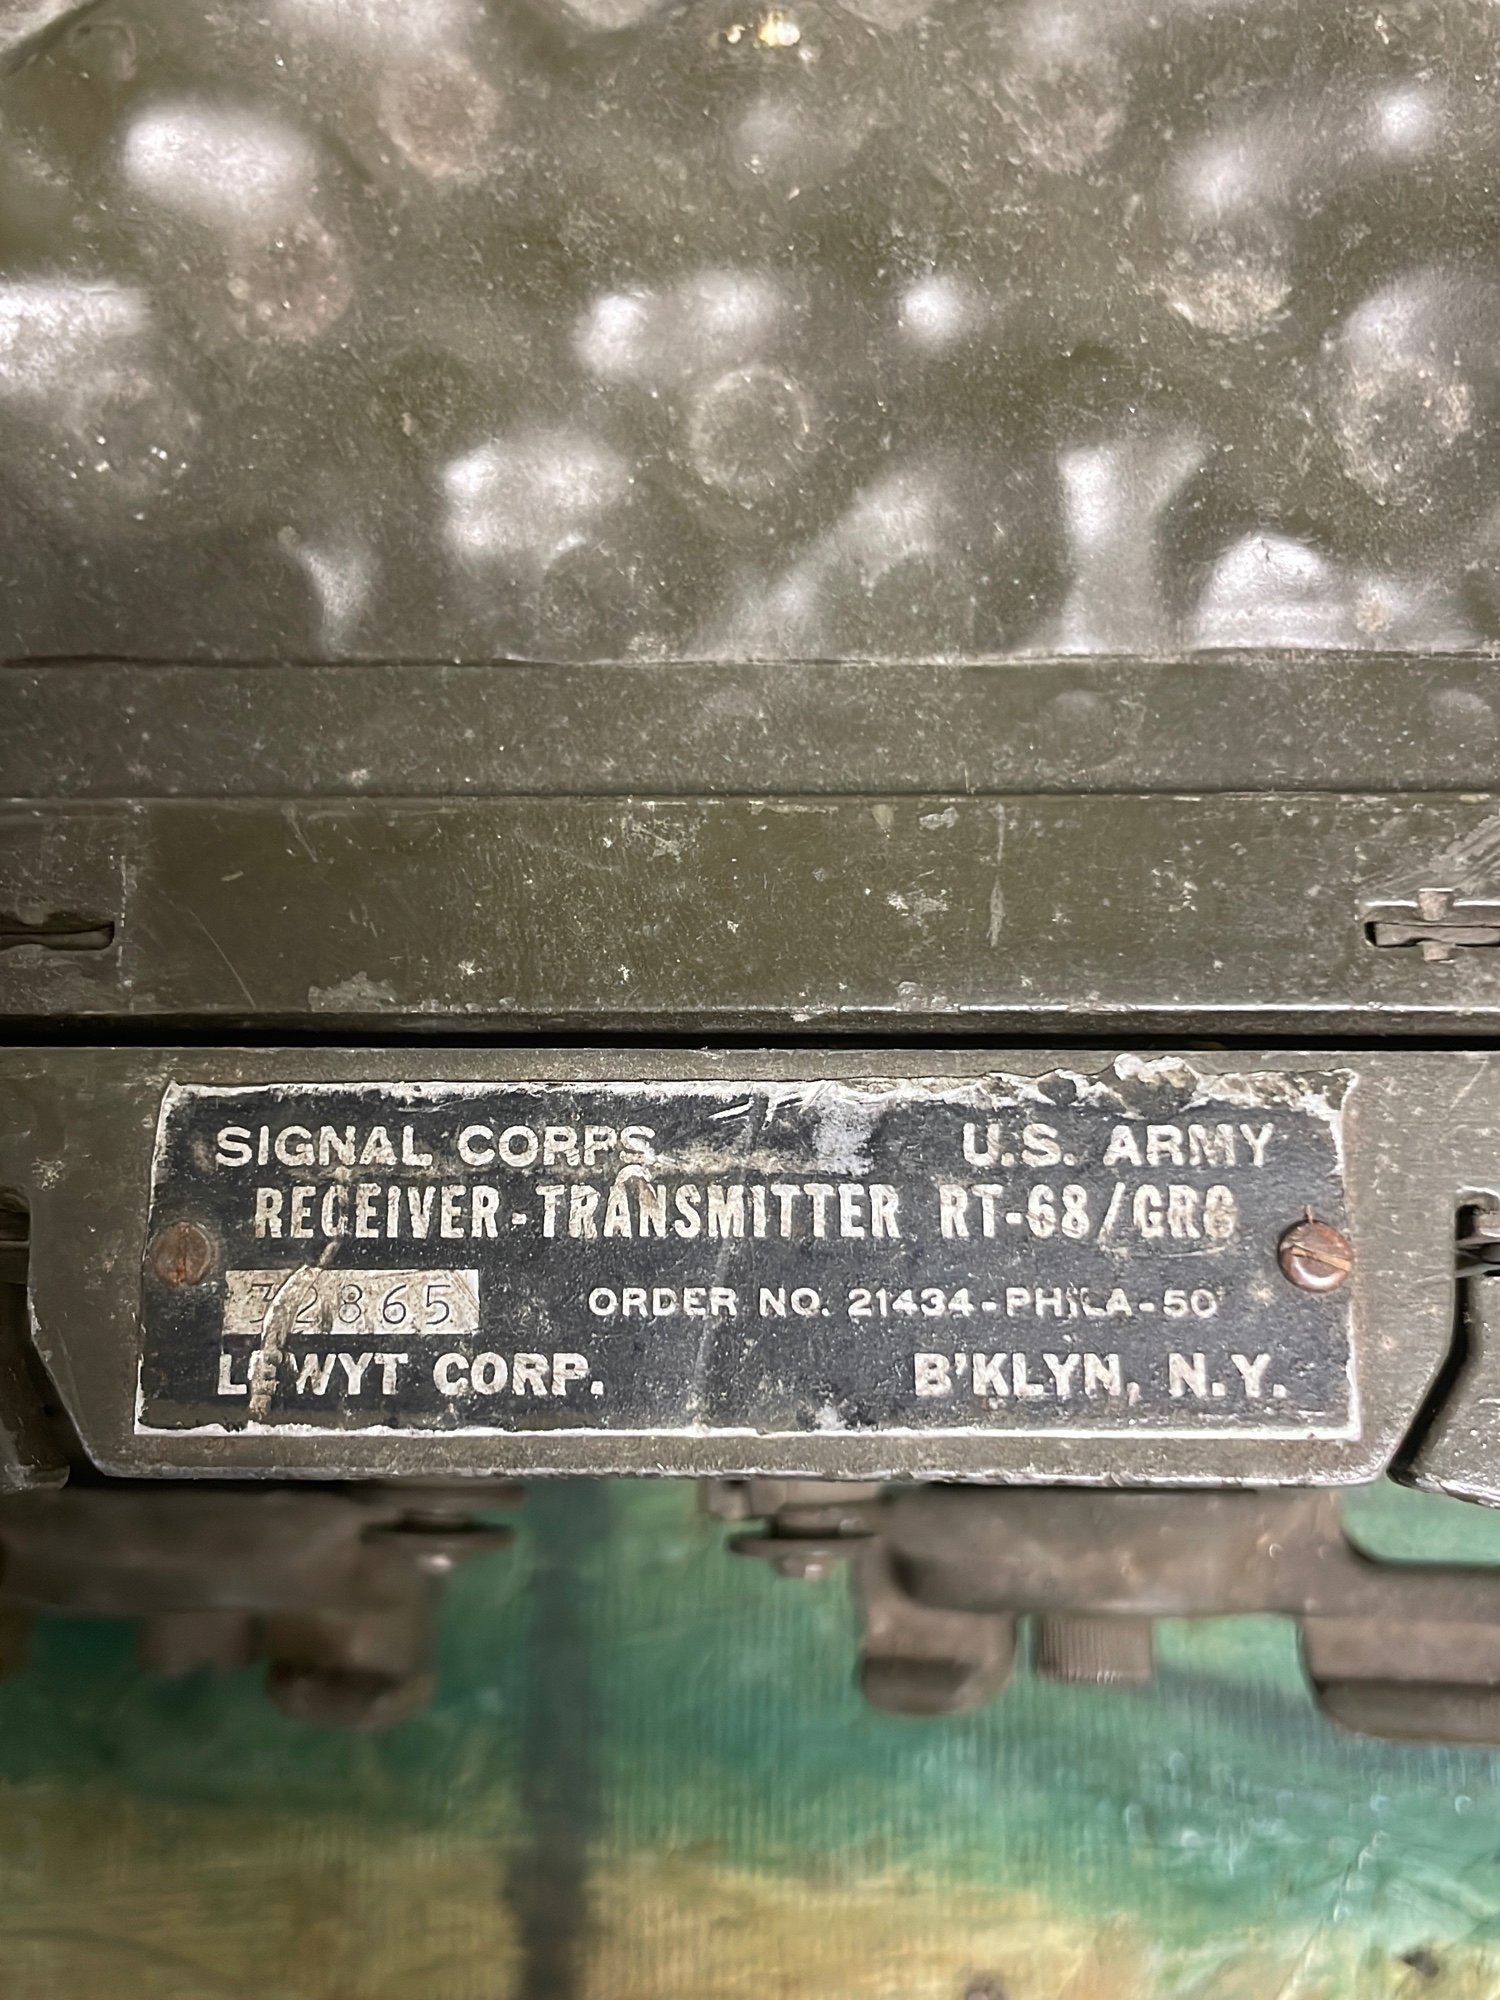 SIGNAL CORPS U.S. ARMY
RECEIVER-TRANSMITTER RT-68/GRC
32865 ORDER NO. 21434-PHILA-50
LEWYT CORP. B'KLYN, N.Y.